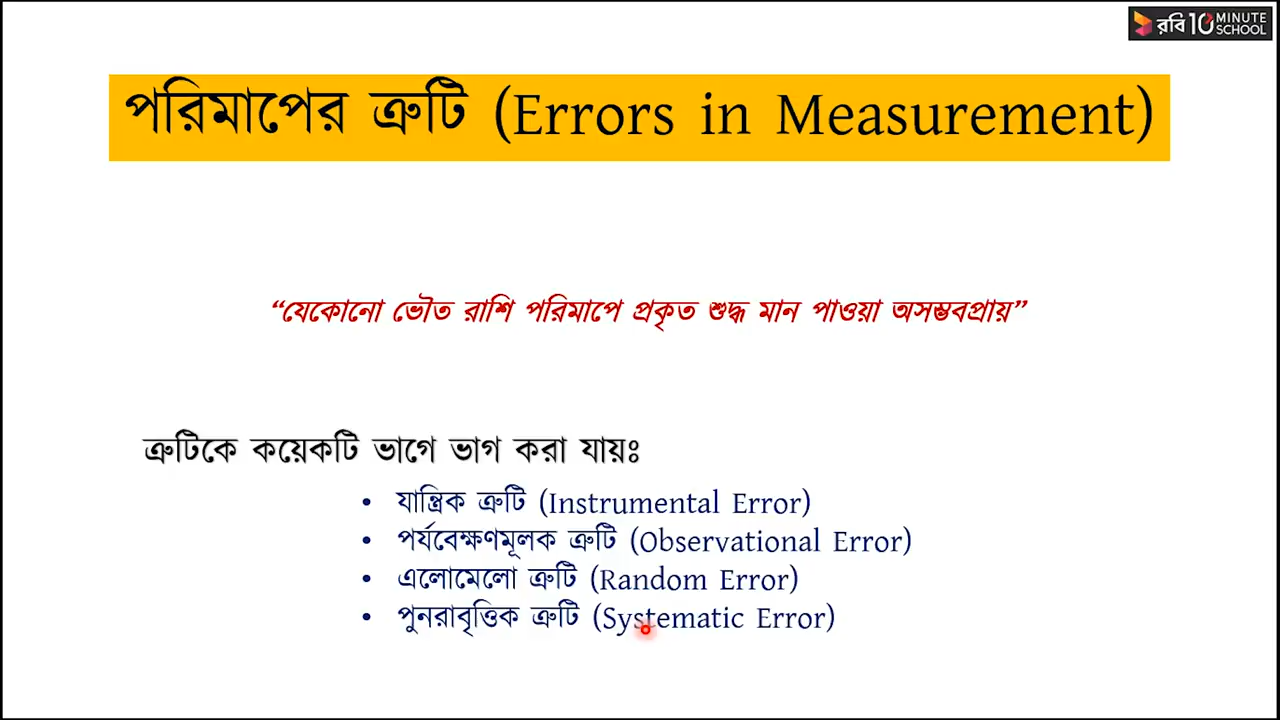 রবি 10 MINUTE SCHOOL
পরিমাপের ত্রুটি (Errors in Measurement)
“যেকোনো ভৌত রাশি পরিমাপে প্রকৃত শুদ্ধ মান পাওয়া অসম্ভবপ্রায়”
ত্রুটিকে কয়েকটি ভাগে ভাগ করা যায়ঃ
• যান্ত্রিক ত্রুটি (Instrumental Error)
• পর্যবেক্ষণমূলক ত্রুটি (Observational Error)
• এলোমেলো ত্রুটি (Random Error)
• পুনরাবৃত্তিক ত্রুটি (Systematic Error)